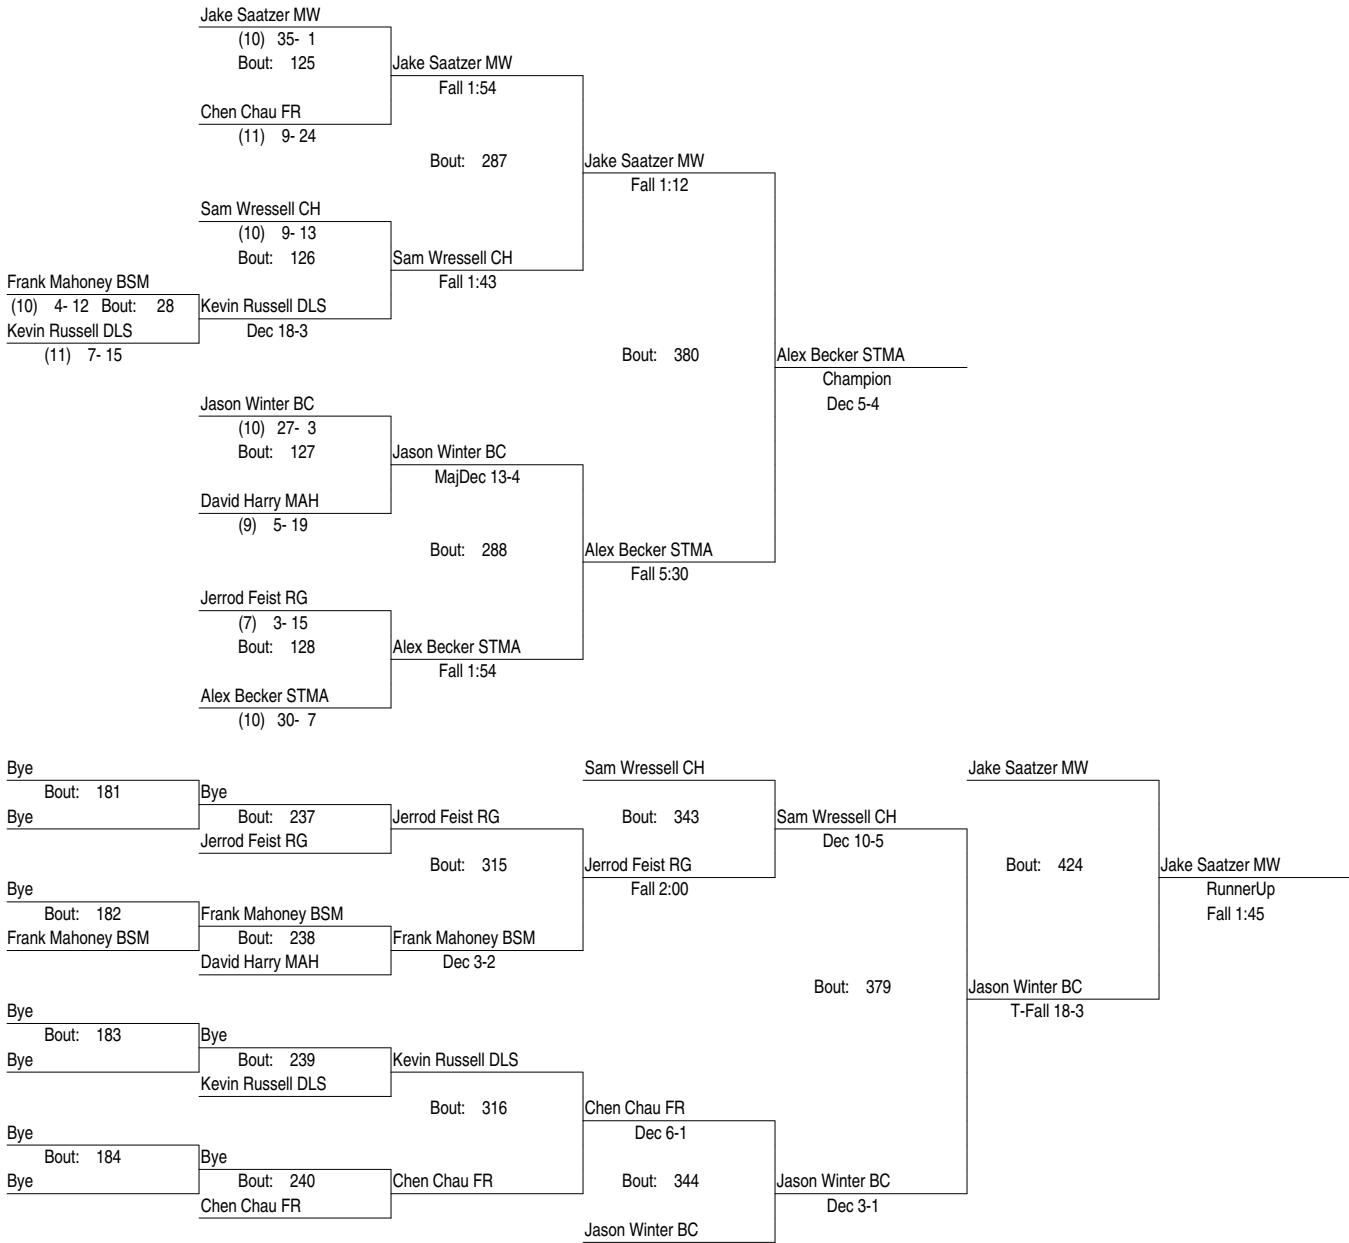 Jake Saatzer MW
(10) 35- 1
Bout: 125
Jake Saatzer MW
Fall 1:54
Chen Chau FR
(11) 9- 24
Bout: 287
Jake Saatzer MW
Fall 1:12
Sam Wressell CH
(10) 9- 13
Bout: 126
Sam Wressell CH
Fall 1:43
Frank Mahoney BSM
(10) 4- 12 Bout: 28
Kevin Russell DLS
Kevin Russell DLS
Dec 18-3
(11) 7- 15
Bout: 380
Alex Becker STMA
Champion
Dec 5-4
Jason Winter BC
(10) 27- 3
Bout: 127
Jason Winter BC
MajDec 13-4
David Harry MAH
(9) 5- 19
Bout: 288
Alex Becker STMA
Fall 5:30
Jerrod Feist RG
(7) 3- 15
Bout: 128
Alex Becker STMA
Fall 1:54
Alex Becker STMA
(10) 30- 7
Bye
Bout: 181
Bye
Bye
Bout: 237
Jerrod Feist RG
Jerrod Feist RG
Bout: 315
Sam Wressell CH
Bout: 343
Sam Wressell CH
Dec 10-5
Jerrod Feist RG
Fall 2:00
Jake Saatzer MW
Bout: 424
Jake Saatzer MW
RunnerUp
Fall 1:45
Bye
Bout: 182
Frank Mahoney BSM
Frank Mahoney BSM
Bout: 238
David Harry MAH
Frank Mahoney BSM
Dec 3-2
Bout: 379
Jason Winter BC
T-Fall 18-3
Bye
Bout: 183
Bye
Bye
Bout: 239
Kevin Russell DLS
Kevin Russell DLS
Bout: 316
Chen Chau FR
Dec 6-1
Bye
Bout: 184
Bye
Bye
Bout: 240
Chen Chau FR
Chen Chau FR
Bout: 344
Jason Winter BC
Dec 3-1
Jason Winter BC